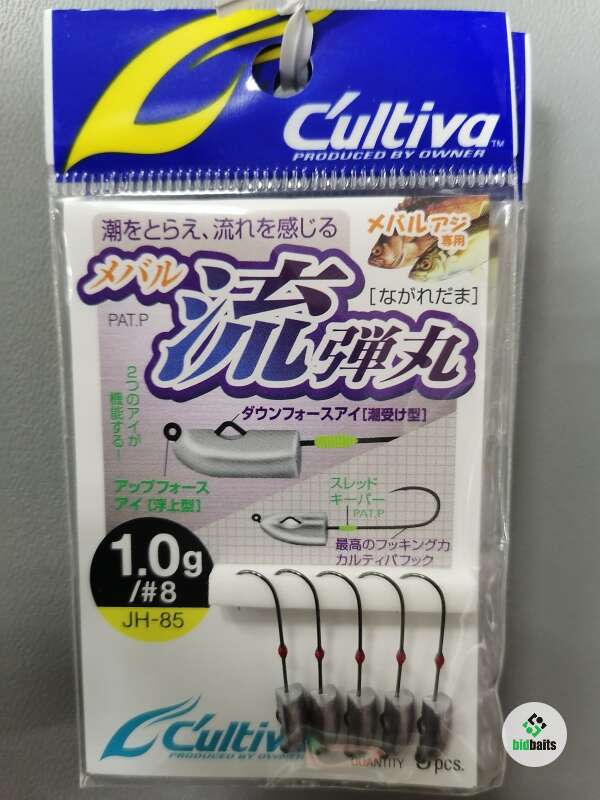 C'ultiva™
PRODUCED BY OWNER
潮をとらえ、流れを感じる
メバルアジ
専用
メバル
[ながれだま]
PAT.P
流弾丸
2つのアイが
機能する!
ダウンフォースアイ[潮受け型]
アップフォース
アイ[浮上型]
スレッド
キーパー
PAT.P
最高のフッキング力
カルティバフック
1.0g
/#8
JH-85
C'ultiva
PRODUCED BY OWNER
QUANTITY 5pcs.
bidbaits